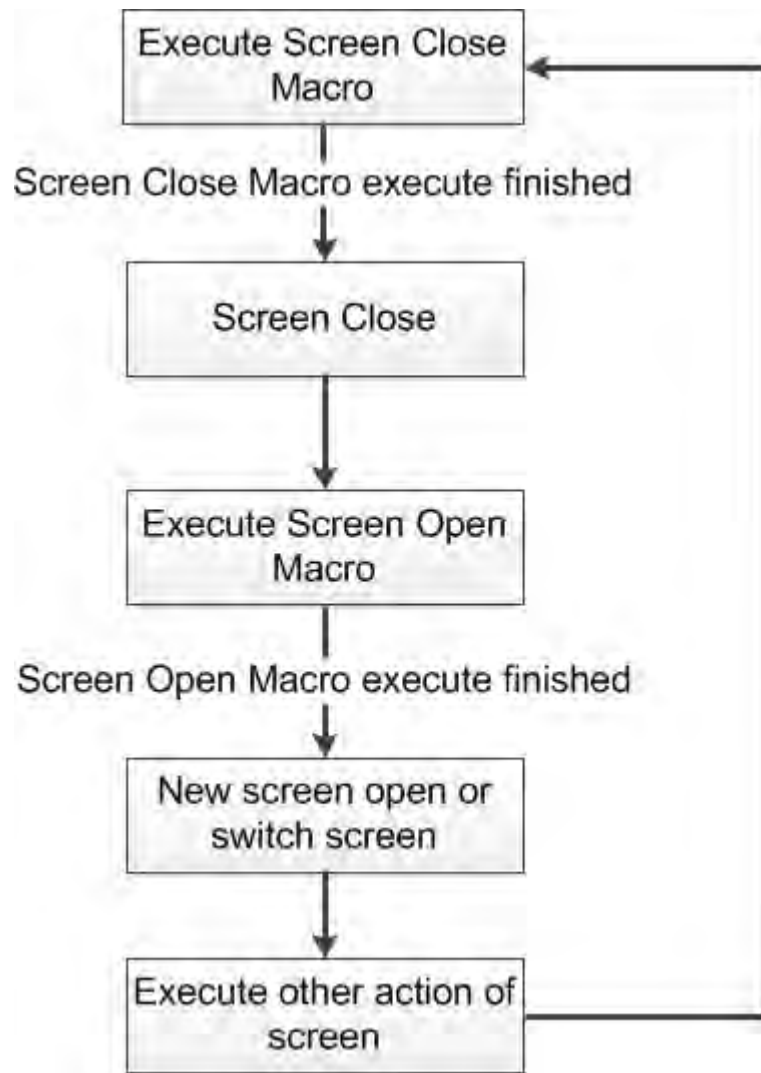 Execute Screen Close
Macro
Screen Close Macro execute finished
Screen Close
Execute Screen Open
Macro
Screen Open Macro execute finished
New screen open or
switch screen
Execute other action of
screen